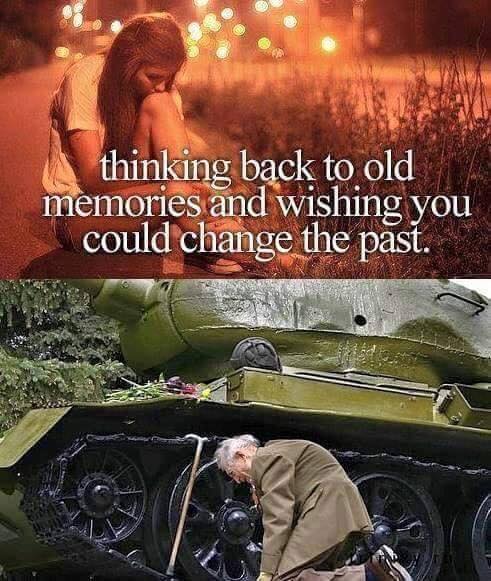 thinking back to old
memories and wishing you
could change the past.